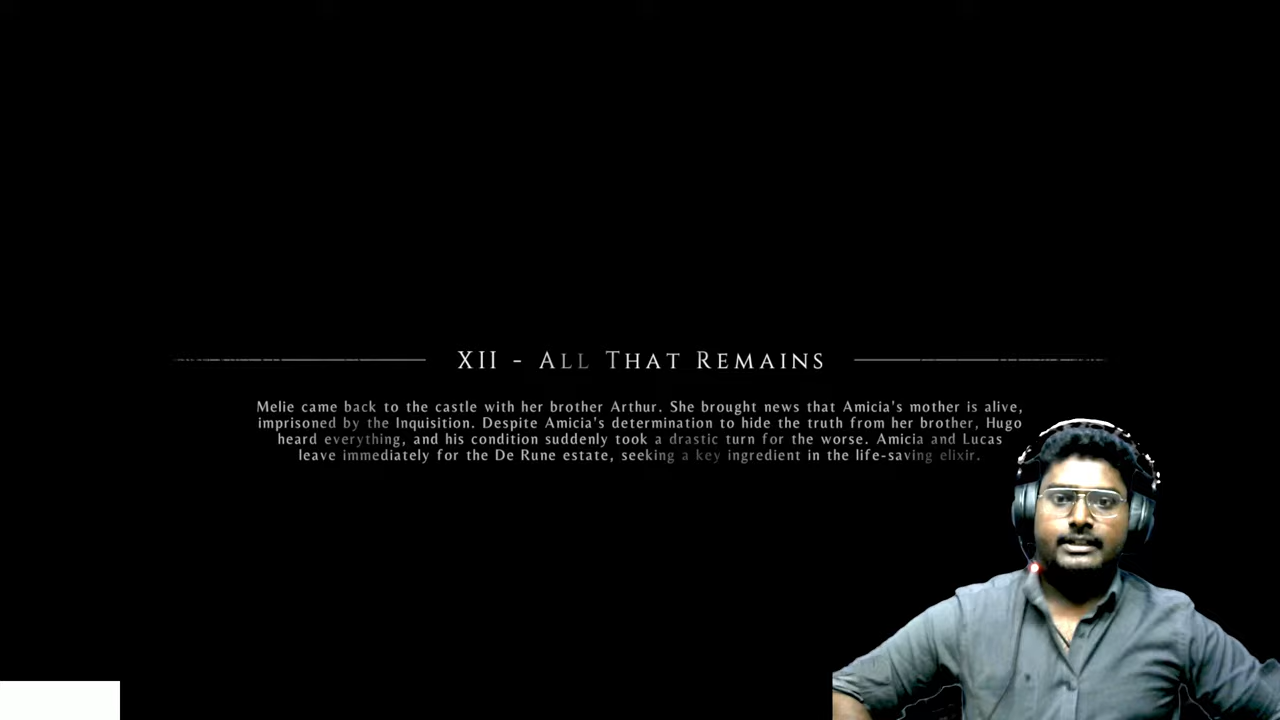 XII - All That Remains
Melie came back to the castle with her brother Arthur. She brought news that Amicia's mother is alive,
imprisoned by the Inquisition. Despite Amicia's determination to hide the truth from her brother, Hugo
heard everything, and his condition suddenly took a drastic turn for the worse. Amicia and Lucas
leave immediately for the De Rune estate, seeking a key ingredient in the life-saving elixir.